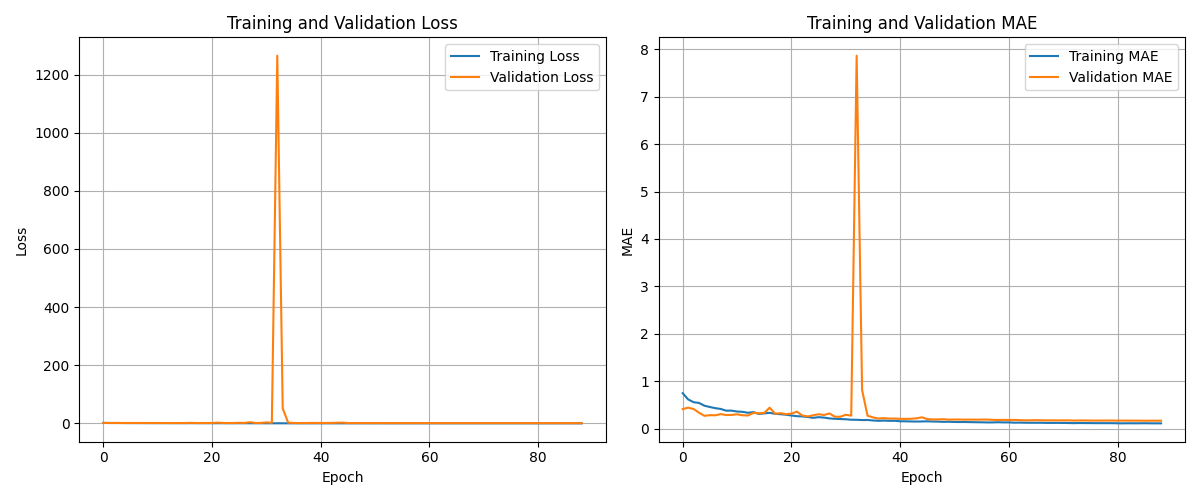 Training and Validation Loss
Training Loss
Validation Loss
1200
1000
800
600
400
200
0
Loss
0 20 40 60 80
Epoch
Training and Validation MAE
Training MAE
Validation MAE
8
7
6
5
4
3
2
1
0
MAE
0 20 40 60 80
Epoch